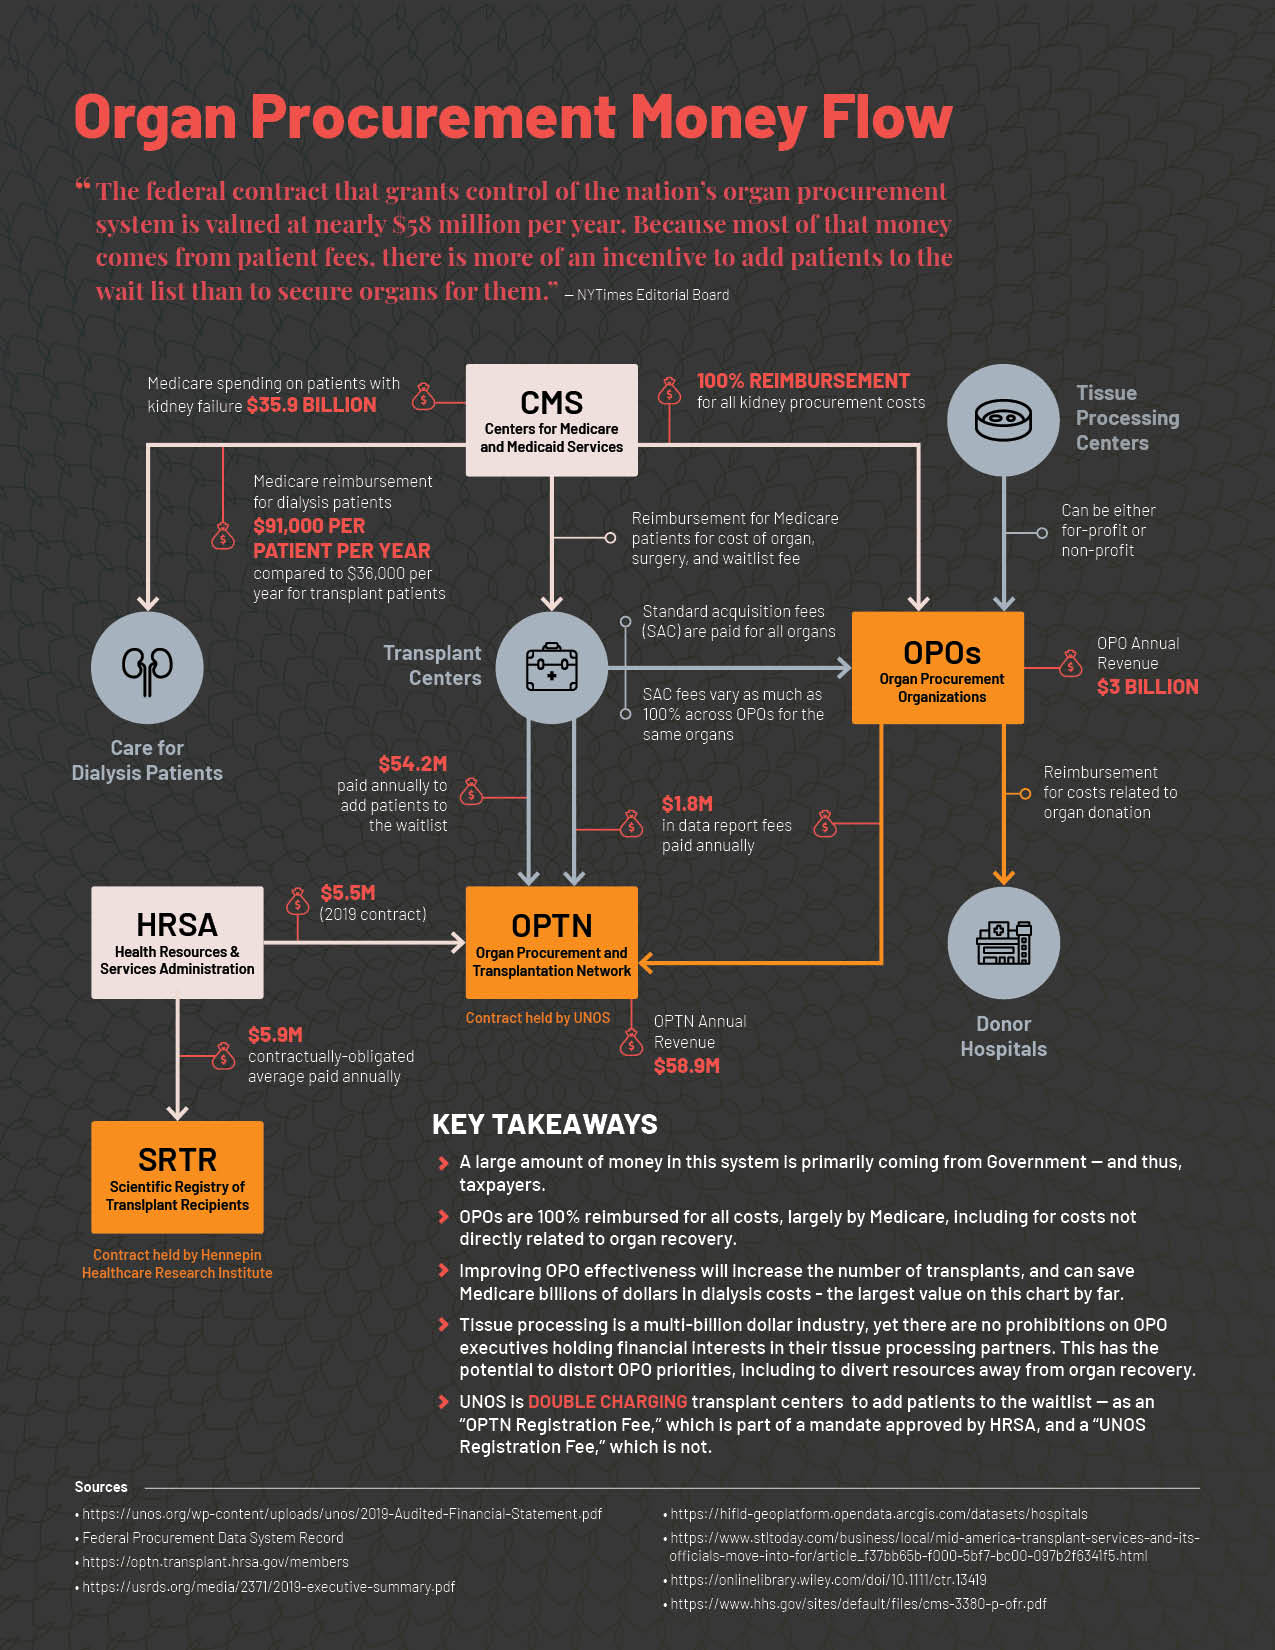 Organ Procurement Money Flow
“ The federal contract that grants control of the nation’s organ procurement
system is valued at nearly $58 million per year. Because most of that money
comes from patient fees, there is more of an incentive to add patients to the
wait list than to secure organs for them.” — NYTimes Editorial Board
Medicare spending on patients with
kidney failure $35.9 BILLION
CMS
Centers for Medicare
and Medicaid Services
100% REIMBURSEMENT
for all kidney procurement costs
Tissue
Processing
Centers
Medicare reimbursement
for dialysis patients
$91,000 PER
PATIENT PER YEAR
compared to $36,000 per
year for transplant patients
Reimbursement for Medicare
patients for cost of organ,
surgery, and waitlist fee
Can be either
for-profit or
non-profit
Care for
Dialysis Patients
Transplant
Centers
Standard acquisition fees
(SAC) are paid for all organs
SAC fees vary as much as
100% across OPOs for the
same organs
OPOs
Organ Procurement
Organizations
OPO Annual
Revenue
$3 BILLION
$54.2M
paid annually to
add patients to
the waitlist
$1.8M
in data report fees
paid annually
Reimbursement
for costs related to
organ donation
HRSA
Health Resources &
Services Administration
$5.5M
(2019 contract)
OPTN
Organ Procurement and
Transplantation Network
Contract held by UNOS
OPTN Annual
Revenue
$58.9M
Donor
Hospitals
$5.9M
contractually-obligated
average paid annually
SRTR
Scientific Registry of
Translplant Recipients
Contract held by Hennepin
Healthcare Research Institute
KEY TAKEAWAYS
A large amount of money in this system is primarily coming from Government — and thus,
taxpayers.
OPOs are 100% reimbursed for all costs, largely by Medicare, including for costs not
directly related to organ recovery.
Improving OPO effectiveness will increase the number of transplants, and can save
Medicare billions of dollars in dialysis costs - the largest value on this chart by far.
Tissue processing is a multi-billion dollar industry, yet there are no prohibitions on OPO
executives holding financial interests in their tissue processing partners. This has the
potential to distort OPO priorities, including to divert resources away from organ recovery.
UNOS is DOUBLE CHARGING transplant centers to add patients to the waitlist — as an
“OPTN Registration Fee,” which is part of a mandate approved by HRSA, and a “UNOS
Registration Fee,” which is not.
Sources
• https://unos.org/wp-content/uploads/unos/2019-Audited-Financial-Statement.pdf
• Federal Procurement Data System Record
• https://optn.transplant.hrsa.gov/members
• https://usrds.org/media/2371/2019-executive-summary.pdf
• https://hifld-geoplatform.opendata.arcgis.com/datasets/hospitals
• https://www.stltoday.com/business/local/mid-america-transplant-services-and-its-
officials-move-into-for/article_f37bb65b-f000-5bf7-bc00-097b2f6341f5.html
• https://onlinelibrary.wiley.com/doi/10.1111/ctr.13419
• https://www.hhs.gov/sites/default/files/cms-3380-p-ofr.pdf